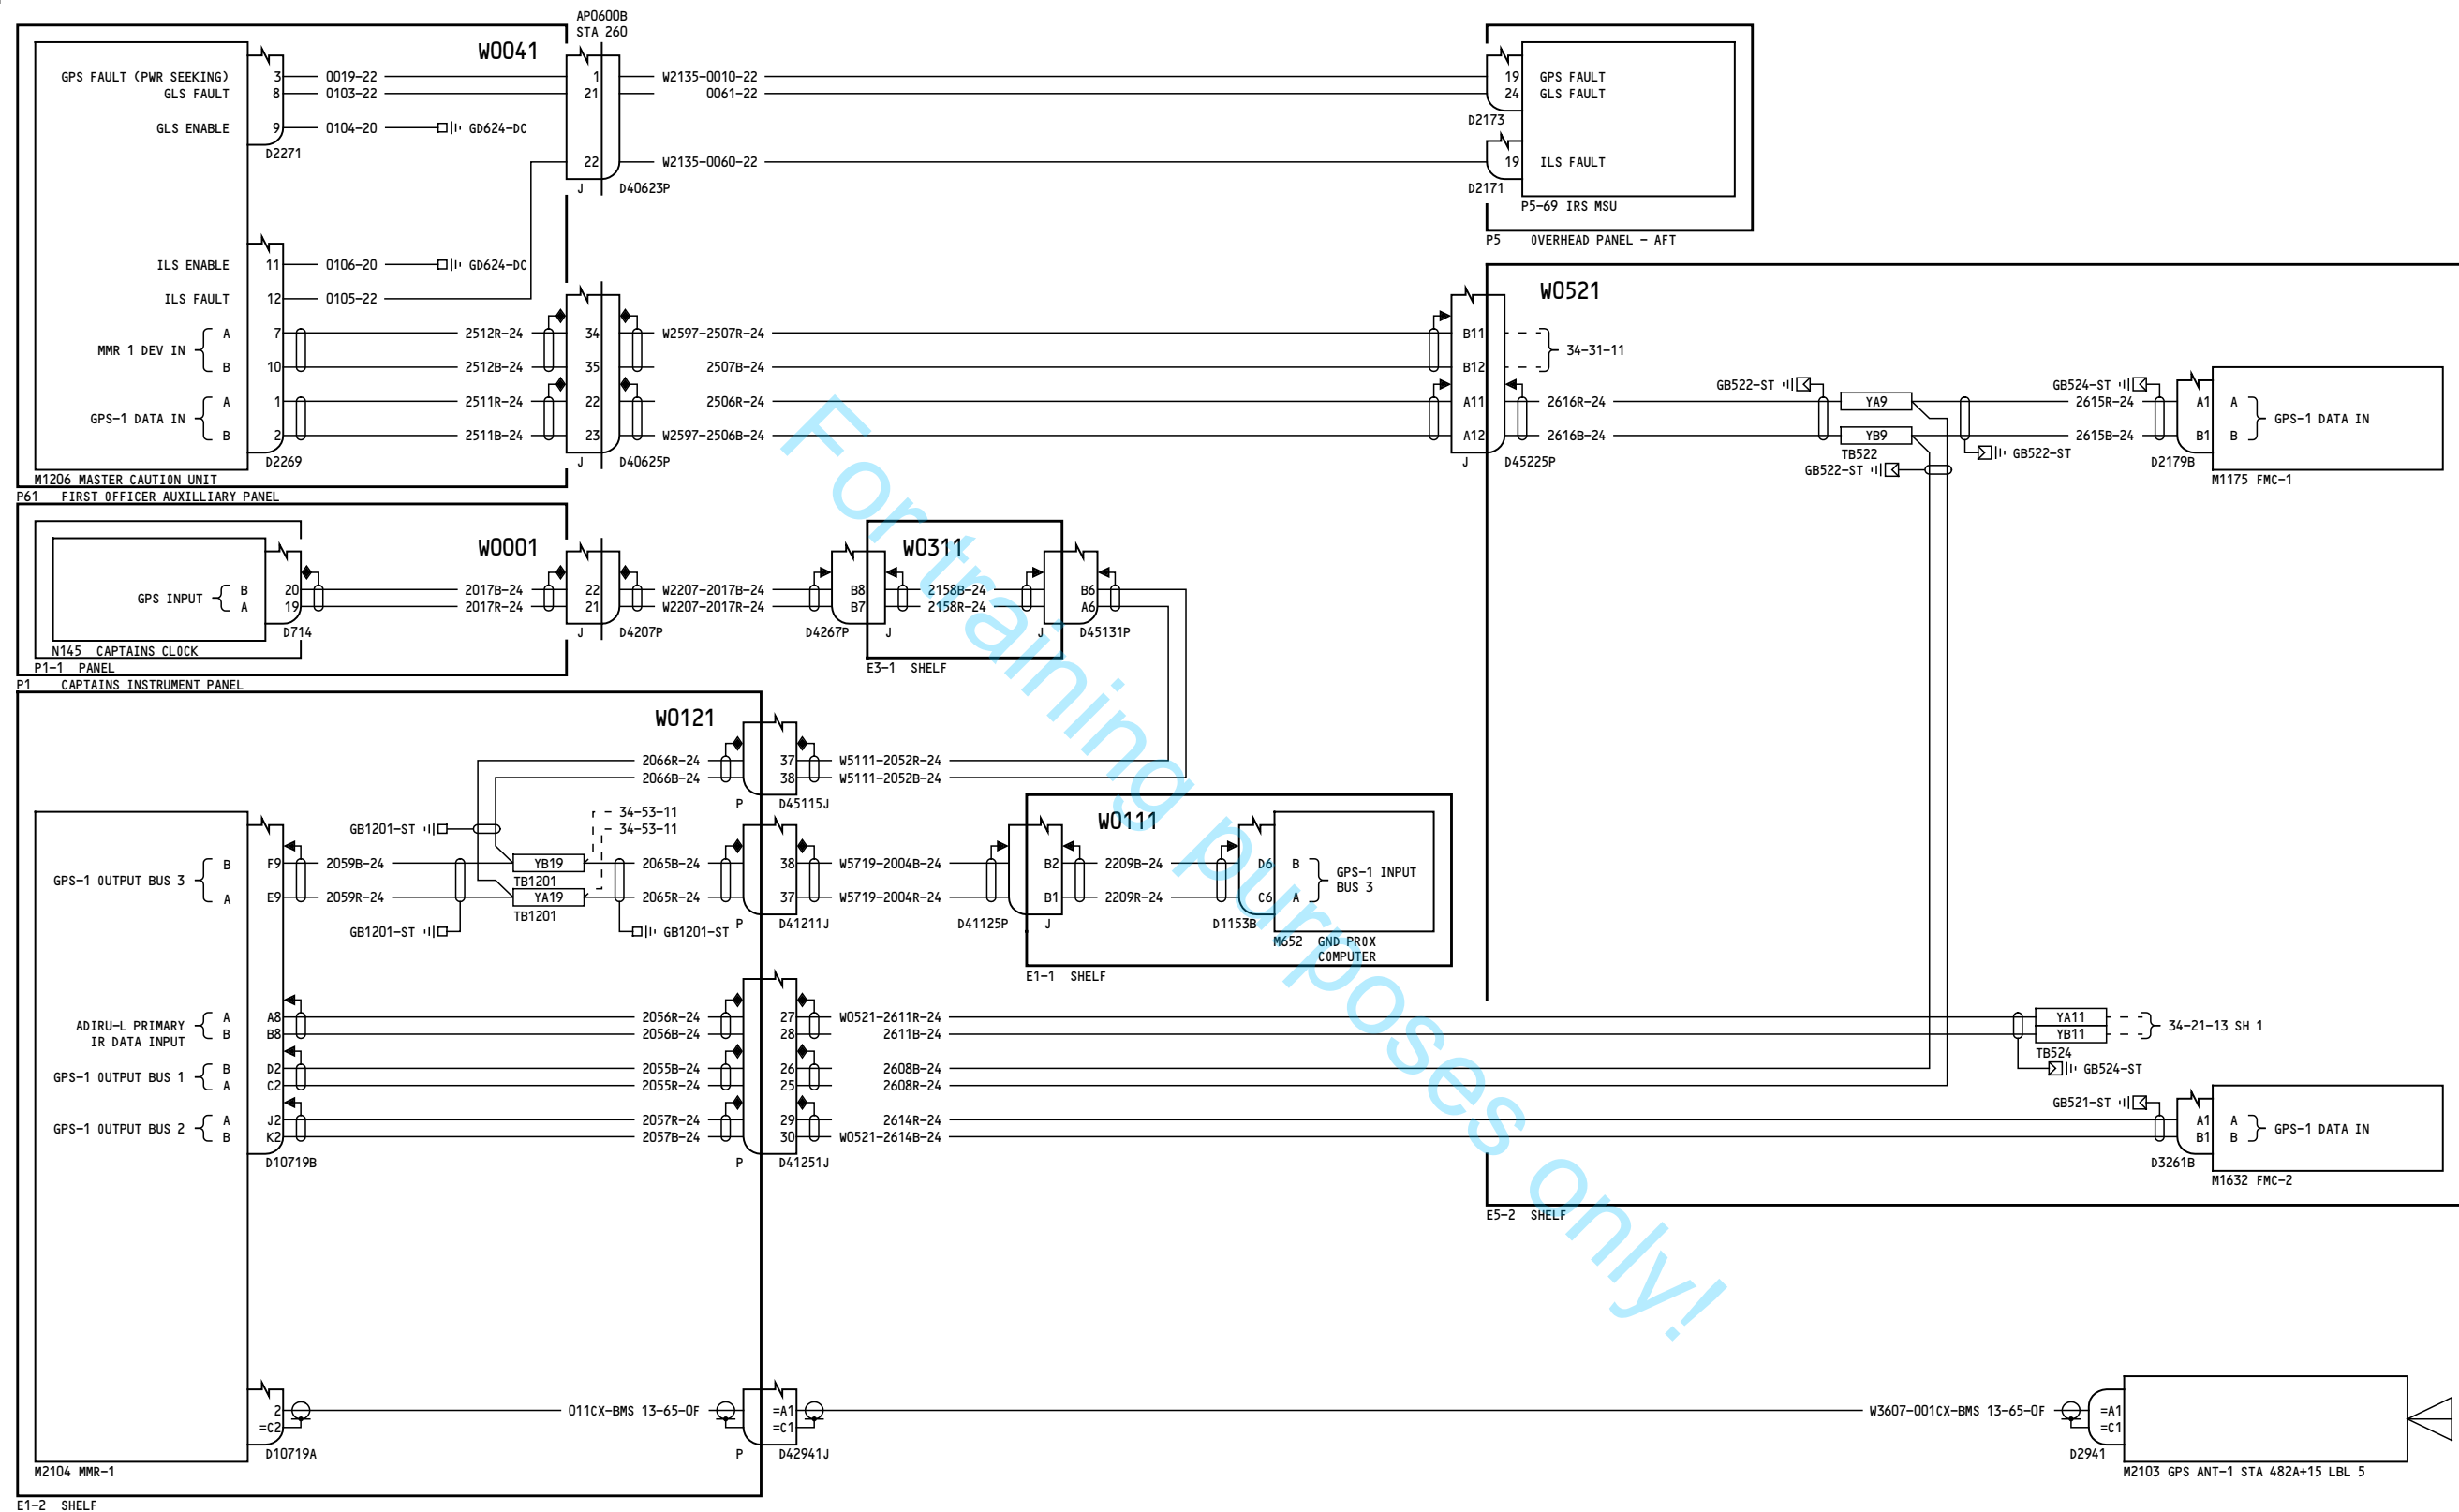 AP0600B
STA 260
W0041
GPS FAULT (PWR SEEKING) 3 0019-22 1 W2135-0010-22 19 GPS FAULT
GLS FAULT 8 0103-22 21 0061-22 24 GLS FAULT
D2173
GLS ENABLE 9 0104-20 GD624-DC
D2271
22 W2135-0060-22 19 ILS FAULT
J D40623P D2171
P5-69 IRS MSU
P5 OVERHEAD PANEL - AFT
ILS ENABLE 11 0106-20 GD624-DC
ILS FAULT 12 0105-22
W0521
A 7 2512R-24 34 W2597-2507R-24 B11
MMR 1 DEV IN 34-31-11
B 10 2512B-24 35 2507B-24 B12
GB522-ST GB524-ST
A 1 2511R-24 22 2506R-24 A11 2616R-24 YA9 2615R-24 A1 A
GPS-1 DATA IN GPS-1 DATA IN
B 2 2511B-24 23 W2597-2506B-24 A12 2616B-24 YB9 2615B-24 B1 B
TB522 GB522-ST
D2269 J D40625P J D45225P D2179B
GB522-ST
M1206 MASTER CAUTION UNIT M1175 FMC-1
P61 FIRST OFFICER AUXILLIARY PANEL
W0001 W0311
B 20 2017B-24 22 W2207-2017B-24 B8 2158B-24 B6
GPS INPUT
A 19 2017R-24 21 W2207-2017R-24 B7 2158R-24 A6
D714 J D4207P D4267P J J D45131P
N145 CAPTAINS CLOCK
P1-1 PANEL E3-1 SHELF
P1 CAPTAINS INSTRUMENT PANEL
W0121
2066R-24 37 W5111-2052R-24
2066B-24 38 W5111-2052B-24
P D45115J
34-53-11
W0111
GB1201-ST 34-53-11
B F9 2059B-24 YB19 2065B-24 38 W5719-2004B-24 B2 2209B-24 D6 B
GPS-1 OUTPUT BUS 3 TB1201 GPS-1 INPUT
BUS 3
A E9 2059R-24 YA19 2065R-24 37 W5719-2004R-24 B1 2209R-24 C6 A
TB1201
P D41211J D41125P J D1153B
GB1201-ST GB1201-ST
M652 GND PROX
COMPUTER
E1-1 SHELF
A A8 2056R-24 27 W0521-2611R-24 YA11
ADIRU-L PRIMARY 34-21-13 SH 1
B B8 2056B-24 28 2611B-24 YB11
IR DATA INPUT
TB524
B D2 2055B-24 26 2608B-24 GB524-ST
GPS-1 OUTPUT BUS 1
A C2 2055R-24 25 2608R-24
GB521-ST
A J2 2057R-24 29 2614R-24 A1 A
GPS-1 OUTPUT BUS 2 GPS-1 DATA IN
B K2 2057B-24 30 W0521-2614B-24 B1 B
D10719B P D41251J D3261B
M1632 FMC-2
E5-2 SHELF
2 011CX-BMS 13-65-0F =A1 W3607-001CX-BMS 13-65-0F =A1
=C2 =C1 =C1
D10719A P D42941J D2941
M2104 MMR-1 M2103 GPS ANT-1 STA 482A+15 LBL 5
E1-2 SHELF
For training purposes only!